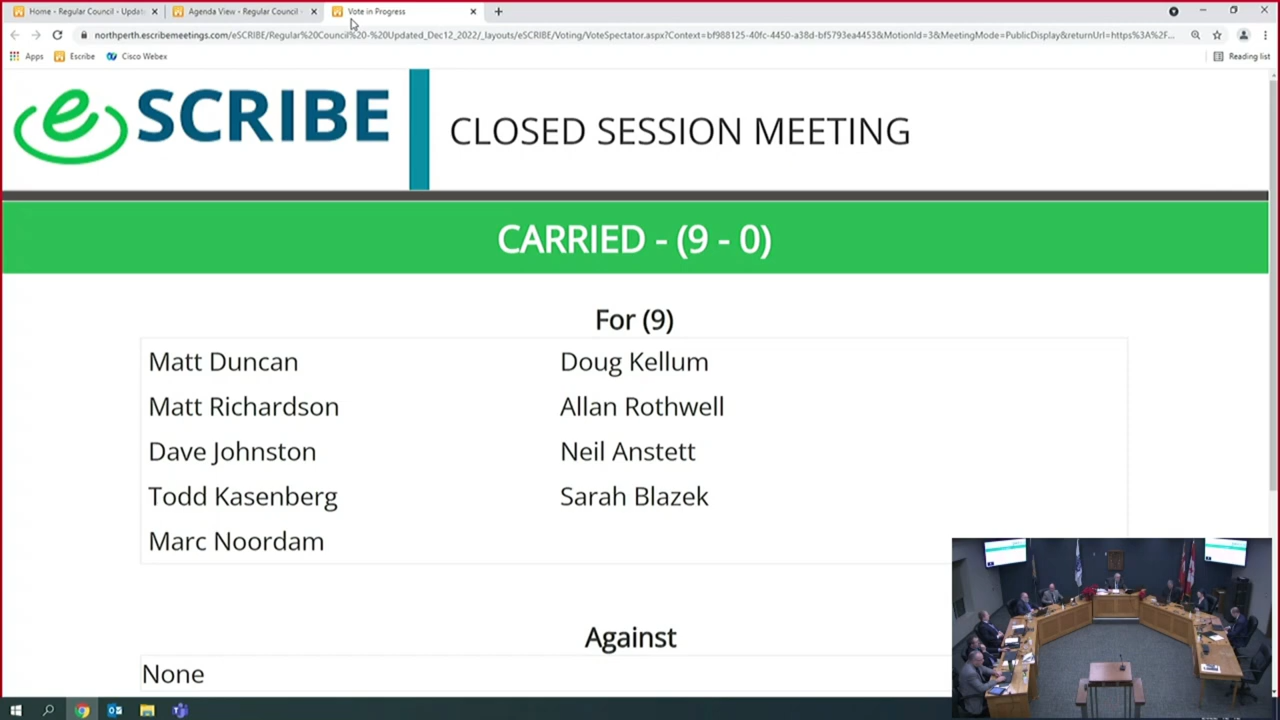 Home - Regular Council - Updat
Agenda View - Regular Council -
Vote in Progress
northperth.escribemeetings.com/eSCRIBE/Regular%20Council%20-%20Updated_Dec12_2022/_layouts/eSCRIBE/Voting/VoteSpectator.aspx?Context=bf988125-40fc-4450-a38d-bf5793ea4453&MotionId=3&MeetingMode=PublicDisplay&returnUrl=https%3A%2F...
Apps
Escribe
Cisco Webex
Reading list
eSCRIBE
CLOSED SESSION MEETING
CARRIED - (9 - 0)
For (9)
Matt Duncan
Doug Kellum
Matt Richardson
Allan Rothwell
Dave Johnston
Neil Anstett
Todd Kasenberg
Sarah Blazek
Marc Noordam
Against
None